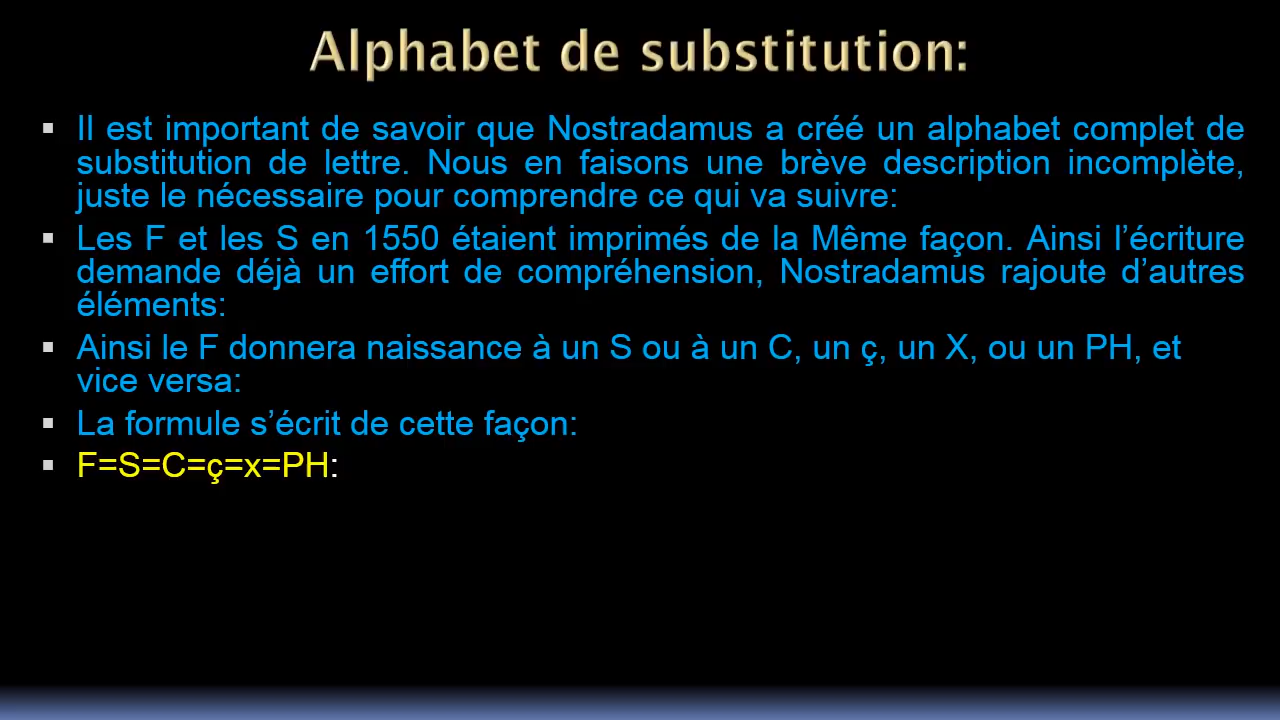 Alphabet de substitution:
▪ Il est important de savoir que Nostradamus a créé un alphabet complet de
substitution de lettre. Nous en faisons une brève description incomplète,
juste le nécessaire pour comprendre ce qui va suivre:
▪ Les F et les S en 1550 étaient imprimés de la Même façon. Ainsi l’écriture
demande déjà un effort de compréhension, Nostradamus rajoute d’autres
éléments:
▪ Ainsi le F donnera naissance à un S ou à un C, un ç, un X, ou un PH, et
vice versa:
▪ La formule s’écrit de cette façon:
▪ F=S=C=ç=x=PH: